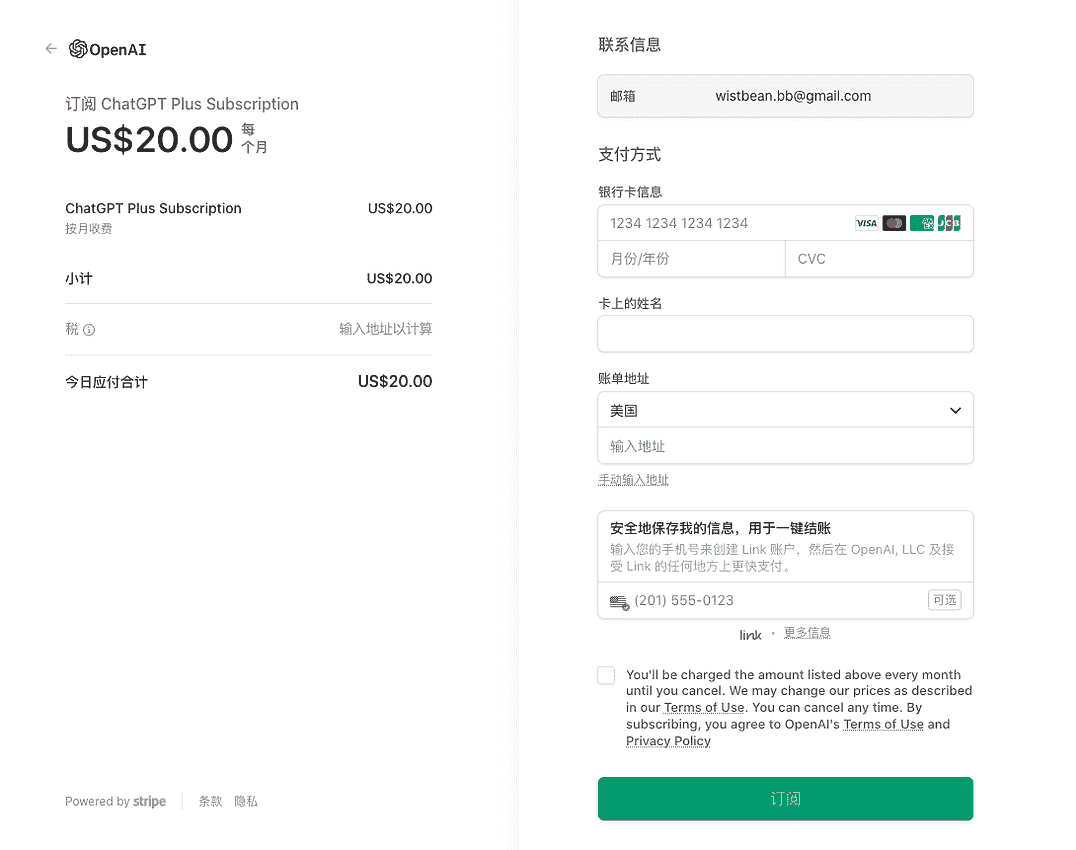 OpenAI
订阅 ChatGPT Plus Subscription
US$20.00 每
个月
ChatGPT Plus Subscription US$20.00
按月收费
小计 US$20.00
税 输入地址以计算
今日应付合计 US$20.00
Powered by stripe 条款 隐私
联系信息
邮箱 wistbean.bb@gmail.com
支付方式
银行卡信息
1234 1234 1234 1234 VISA AMEX JCB
月份/年份 CVC
卡上的姓名
账单地址
美国
输入地址
手动输入地址
安全地保存我的信息，用于一键结账
输入您的手机号来创建 Link 账户，然后在 OpenAI, LLC 及接
受 Link 的任何地方上更快支付。
(201) 555-0123 可选
link · 更多信息
You'll be charged the amount listed above every month
until you cancel. We may change our prices as described
in our Terms of Use. You can cancel any time. By
subscribing, you agree to OpenAI's Terms of Use and
Privacy Policy
订阅